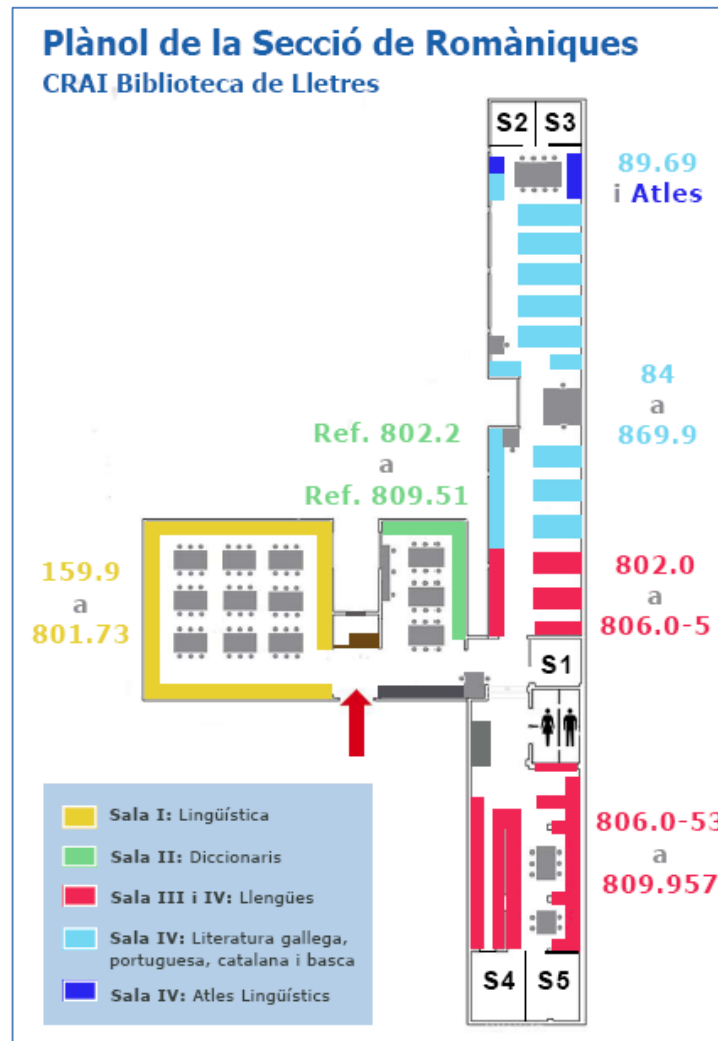 Plànol de la Secció de Romàniques
CRAI Biblioteca de Lletres
S2 S3
89.69
i Atles
84
a
869.9
Ref. 802.2
a
Ref. 809.51
159.9
a
801.73
802.0
a
806.0-5
S1
806.0-53
a
809.957
S4 S5
Sala I: Lingüística
Sala II: Diccionaris
Sala III i IV: Llengües
Sala IV: Literatura gallega,
portuguesa, catalana i basca
Sala IV: Atles Lingüístics